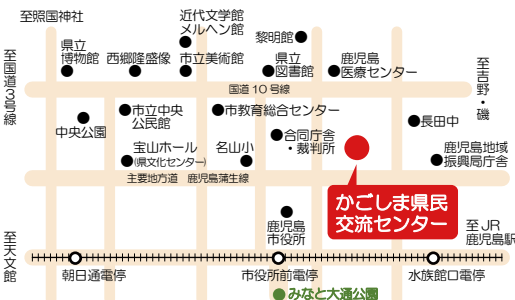 至照国神社
近代文学館
メルヘン館
黎明館
県立
博物館
西郷隆盛像
市立美術館
県立
図書館
鹿児島
医療センター
至国道3号線
国道10号線
至吉野・磯
中央公園
市立中央
公民館
市教育総合センター
長田中
宝山ホール
(県文化センター)
名山小
合同庁舎
・裁判所
鹿児島地域
振興局庁舎
主要地方道 鹿児島蒲生線
かごしま県民
交流センター
鹿児島
市役所
至JR
鹿児島駅
至天文館
朝日通電停
市役所前電停
水族館口電停
みなと大通公園